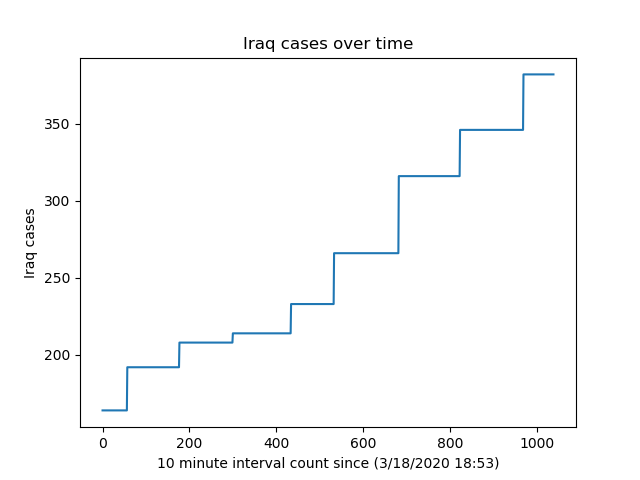 Iraq cases over time
350
300
250
200
Iraq cases
0 200 400 600 800 1000
10 minute interval count since (3/18/2020 18:53)